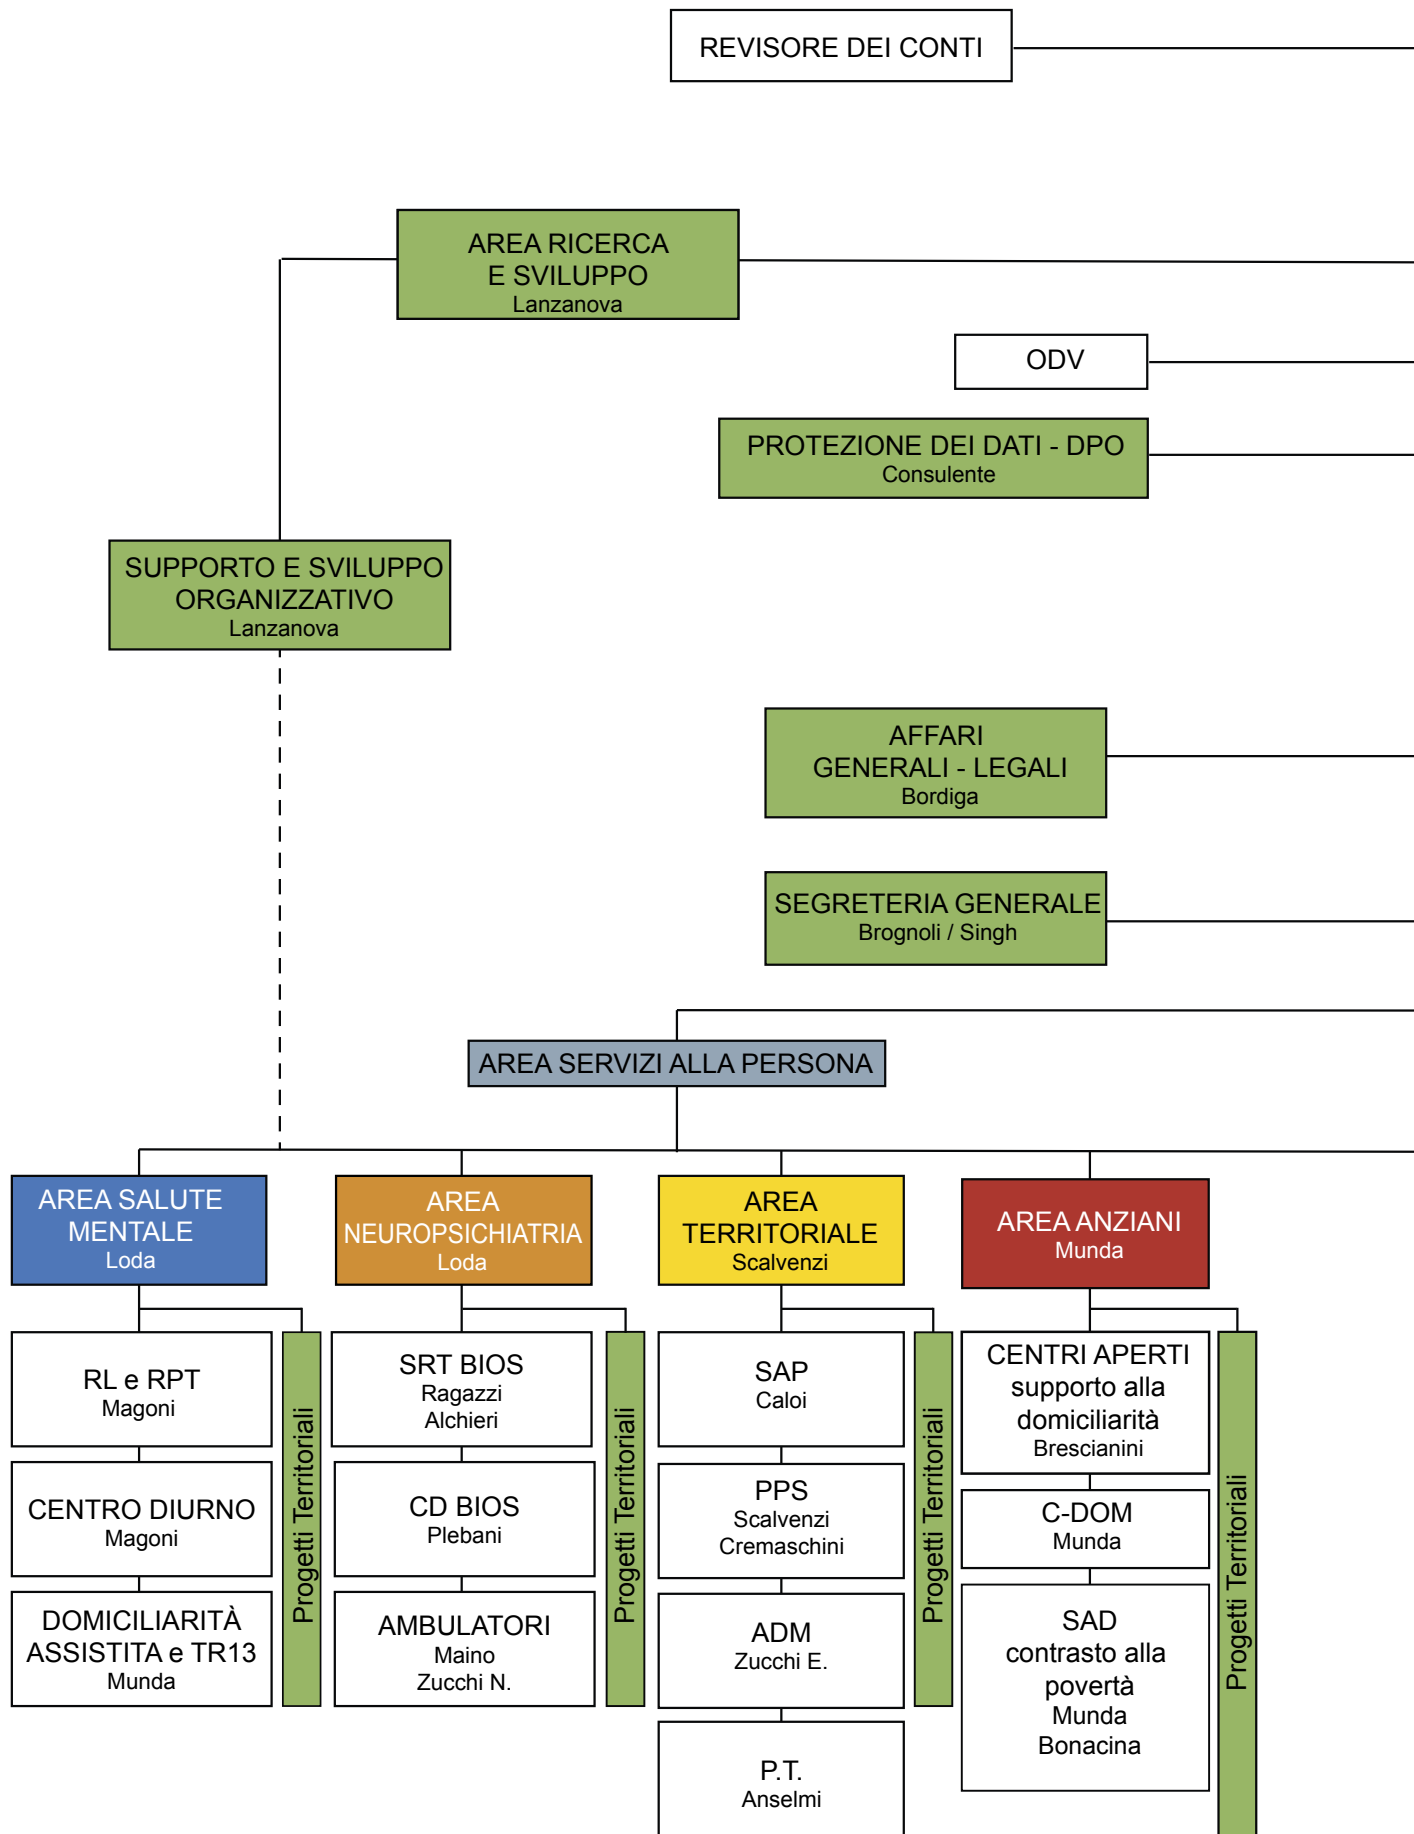 REVISORE DEI CONTI
AREA RICERCA
E SVILUPPO
Lanzanova
ODV
PROTEZIONE DEI DATI - DPO
Consulente
SUPPORTO E SVILUPPO
ORGANIZZATIVO
Lanzanova
AFFARI
GENERALI - LEGALI
Bordiga
SEGRETERIA GENERALE
Brognoli / Singh
AREA SERVIZI ALLA PERSONA
AREA SALUTE
MENTALE
Loda
RL e RPT
Magoni
CENTRO DIURNO
Magoni
DOMICILIARITÀ
ASSISTITA e TR13
Munda
Progetti Territoriali
AREA
NEUROPSICHIATRIA
Loda
SRT BIOS
Ragazzi
Alchieri
CD BIOS
Plebani
AMBULATORI
Maino
Zucchi N.
Progetti Territoriali
AREA
TERRITORIALE
Scalvenzi
SAP
Caloi
PPS
Scalvenzi
Cremaschini
ADM
Zucchi E.
P.T.
Anselmi
Progetti Territoriali
AREA ANZIANI
Munda
CENTRI APERTI
supporto alla
domiciliarità
Brescianini
C-DOM
Munda
SAD
contrasto alla
povertà
Munda
Bonacina
Progetti Territoriali